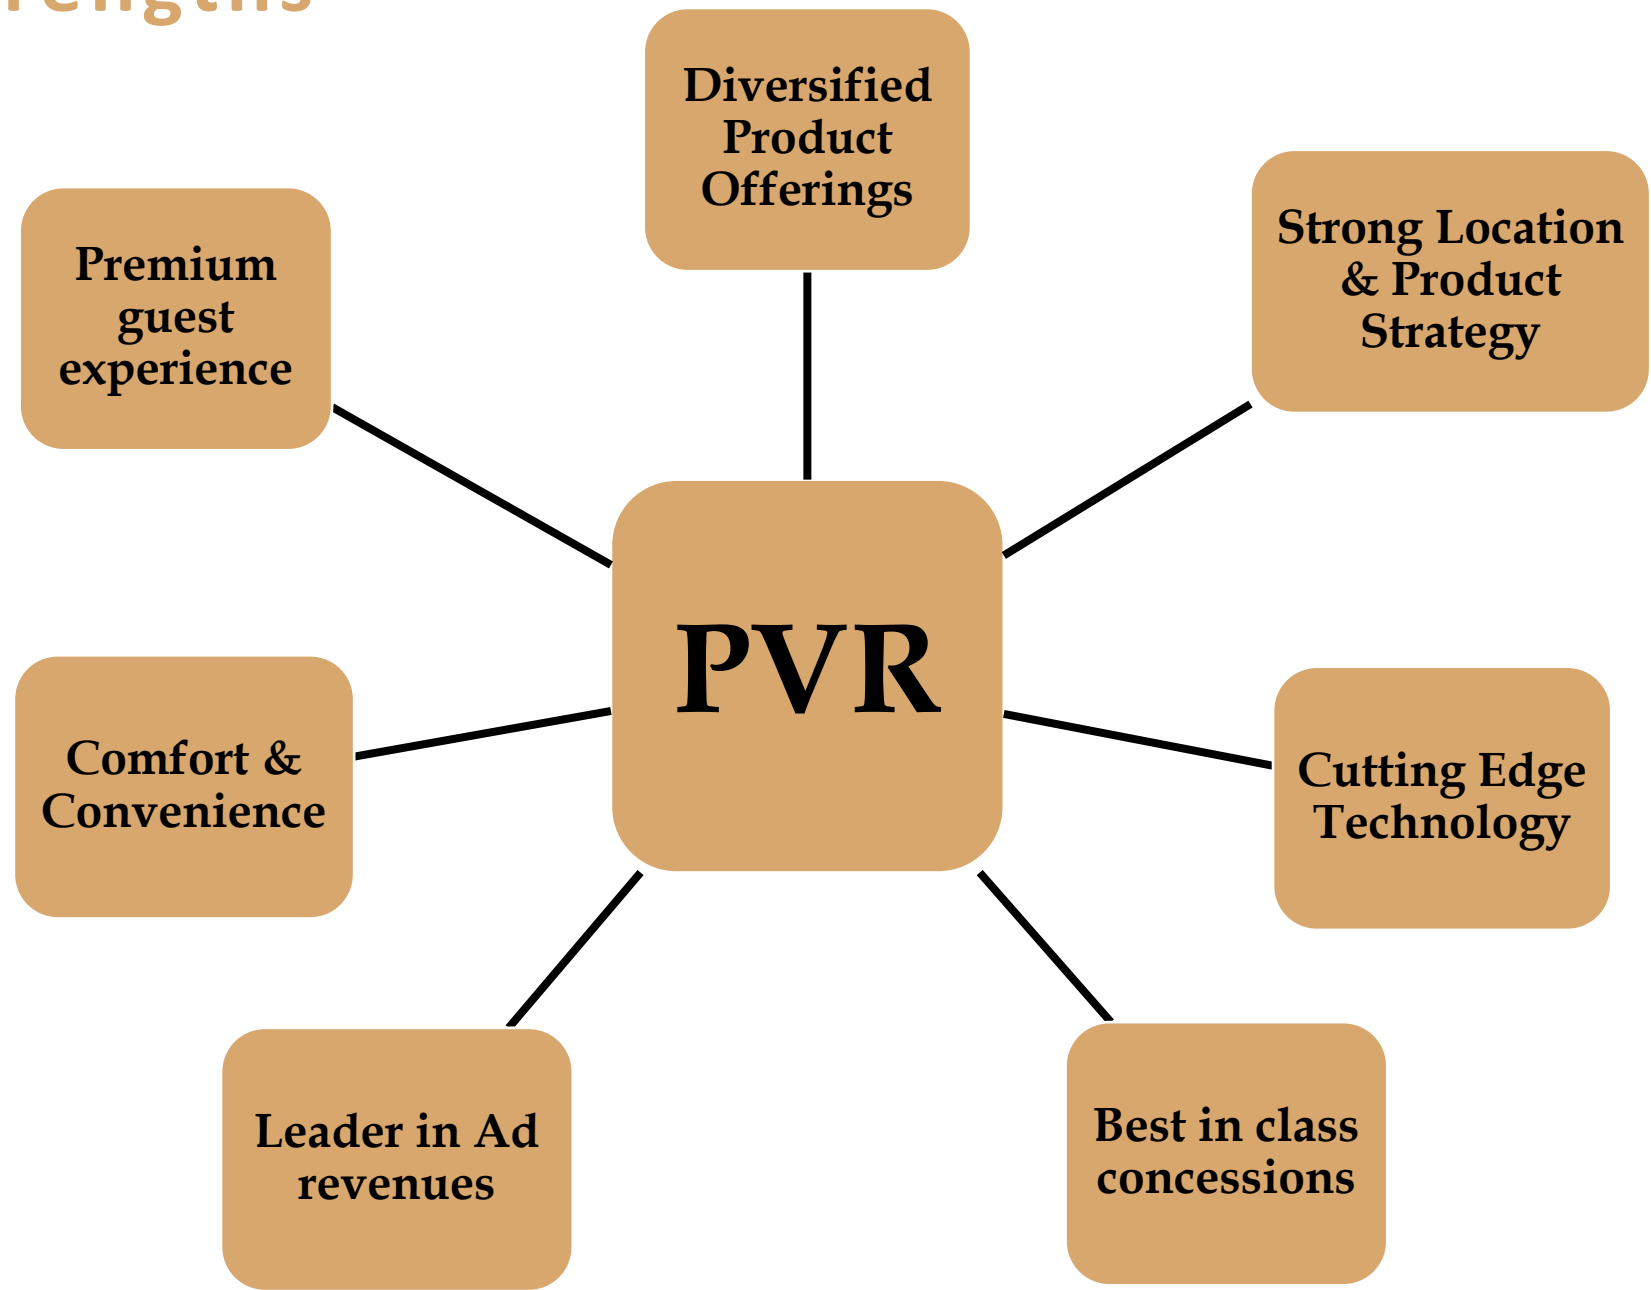 rengths
Diversified
Product
Offerings
Strong Location
& Product
Strategy
Premium
guest
experience
PVR
Comfort &
Convenience
Cutting Edge
Technology
Leader in Ad
revenues
Best in class
concessions